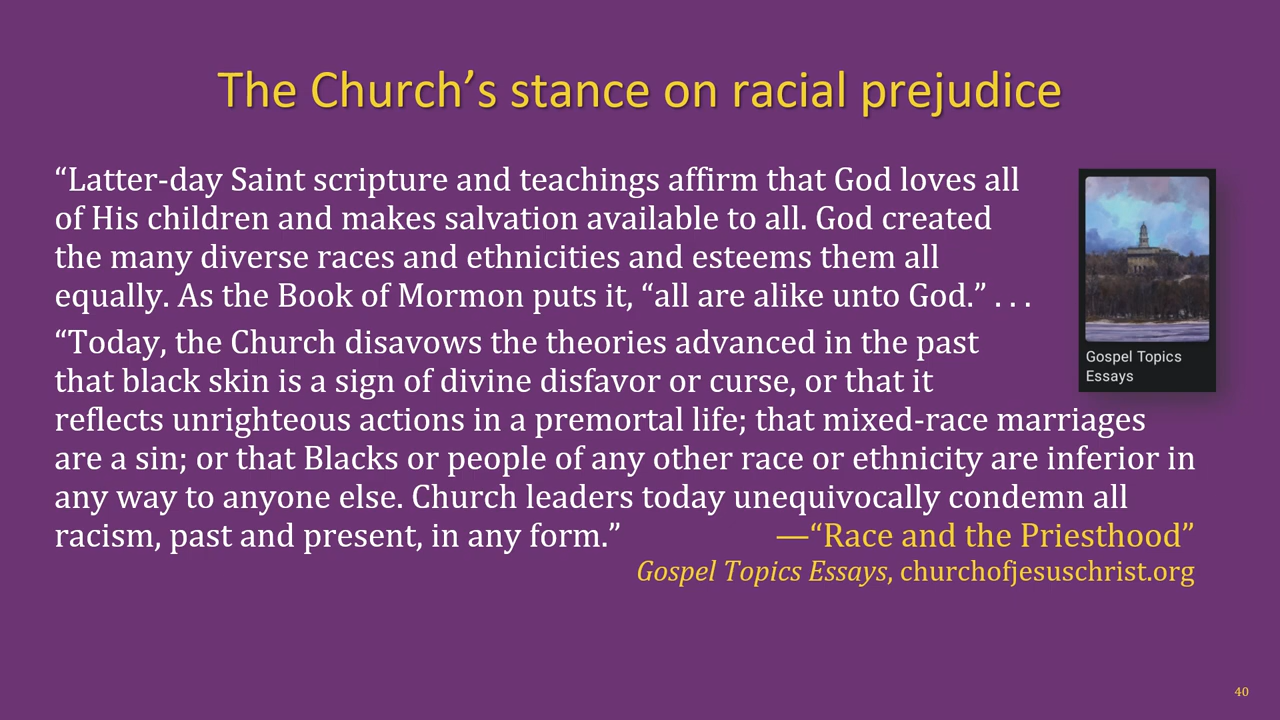 The Church’s stance on racial prejudice
“Latter-day Saint scripture and teachings affirm that God loves all
of His children and makes salvation available to all. God created
the many diverse races and ethnicities and esteems them all
equally. As the Book of Mormon puts it, “all are alike unto God.” . . .
“Today, the Church disavows the theories advanced in the past
that black skin is a sign of divine disfavor or curse, or that it
reflects unrighteous actions in a premortal life; that mixed-race marriages
are a sin; or that Blacks or people of any other race or ethnicity are inferior in
any way to anyone else. Church leaders today unequivocally condemn all
racism, past and present, in any form.” —“Race and the Priesthood”
Gospel Topics Essays, churchofjesuschrist.org
Gospel Topics
Essays
40